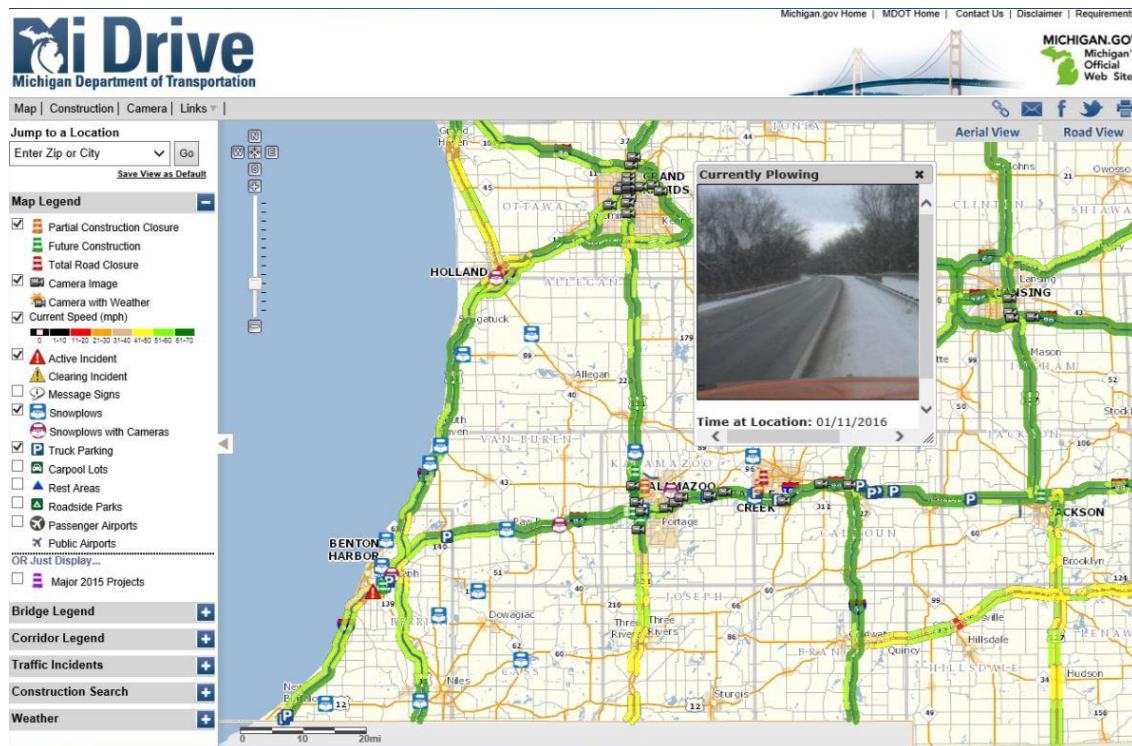 Michigan.gov Home | MDOT Home | Contact Us | Disclaimer | Requirements
Mi Drive
Michigan Department of Transportation
MICHIGAN.GOV
Michigan's
Official
Web Site
Map | Construction | Camera | Links |
Jump to a Location
Enter Zip or City
Go
Save View as Default
Map Legend
Partial Construction Closure
Future Construction
Total Road Closure
Camera Image
Camera with Weather
Current Speed (mph)
0 1-10 11-20 21-30 31-40 41-50 51-60 61-70
Active Incident
Clearing Incident
Message Signs
Snowplows
Snowplows with Cameras
Truck Parking
Carpool Lots
Rest Areas
Roadside Parks
Passenger Airports
Public Airports
OR Just Display...
Major 2015 Projects
Bridge Legend
Corridor Legend
Traffic Incidents
Construction Search
Weather
Aerial View
Road View
Currently Plowing
Time at Location: 01/11/2016
IONIA
GRAND
OTTAWA
Owosso
CLINTON
SHIAWA
HOLLAND
ALLEGAN
Lansing
LANSING
Saugatuck
Allegan
Mason
INGHAM
VAN BUREN
KALAMAZOO
JACKSON
Portage
CREEK
CALHOUN
JACKSON
BENTON
HARBOR
Brooklyn
Dowagiac
JOSEPH
Three
Rivers
Three
Rivers
CASS
BRAN
Quincy
Hillsdale
HILLSDALE
LENAW
Hudson
Niles
Sturgis
0 10 20mi